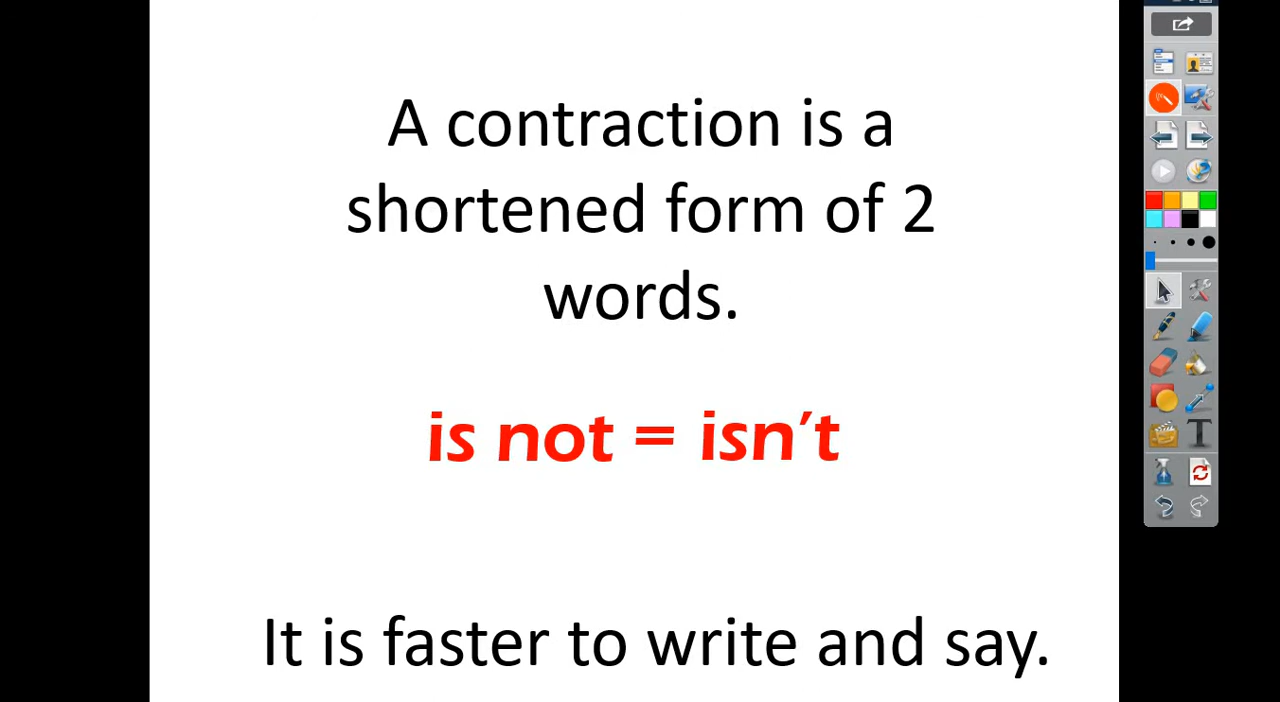 A contraction is a
shortened form of 2
words.
is not = isn’t
It is faster to write and say.